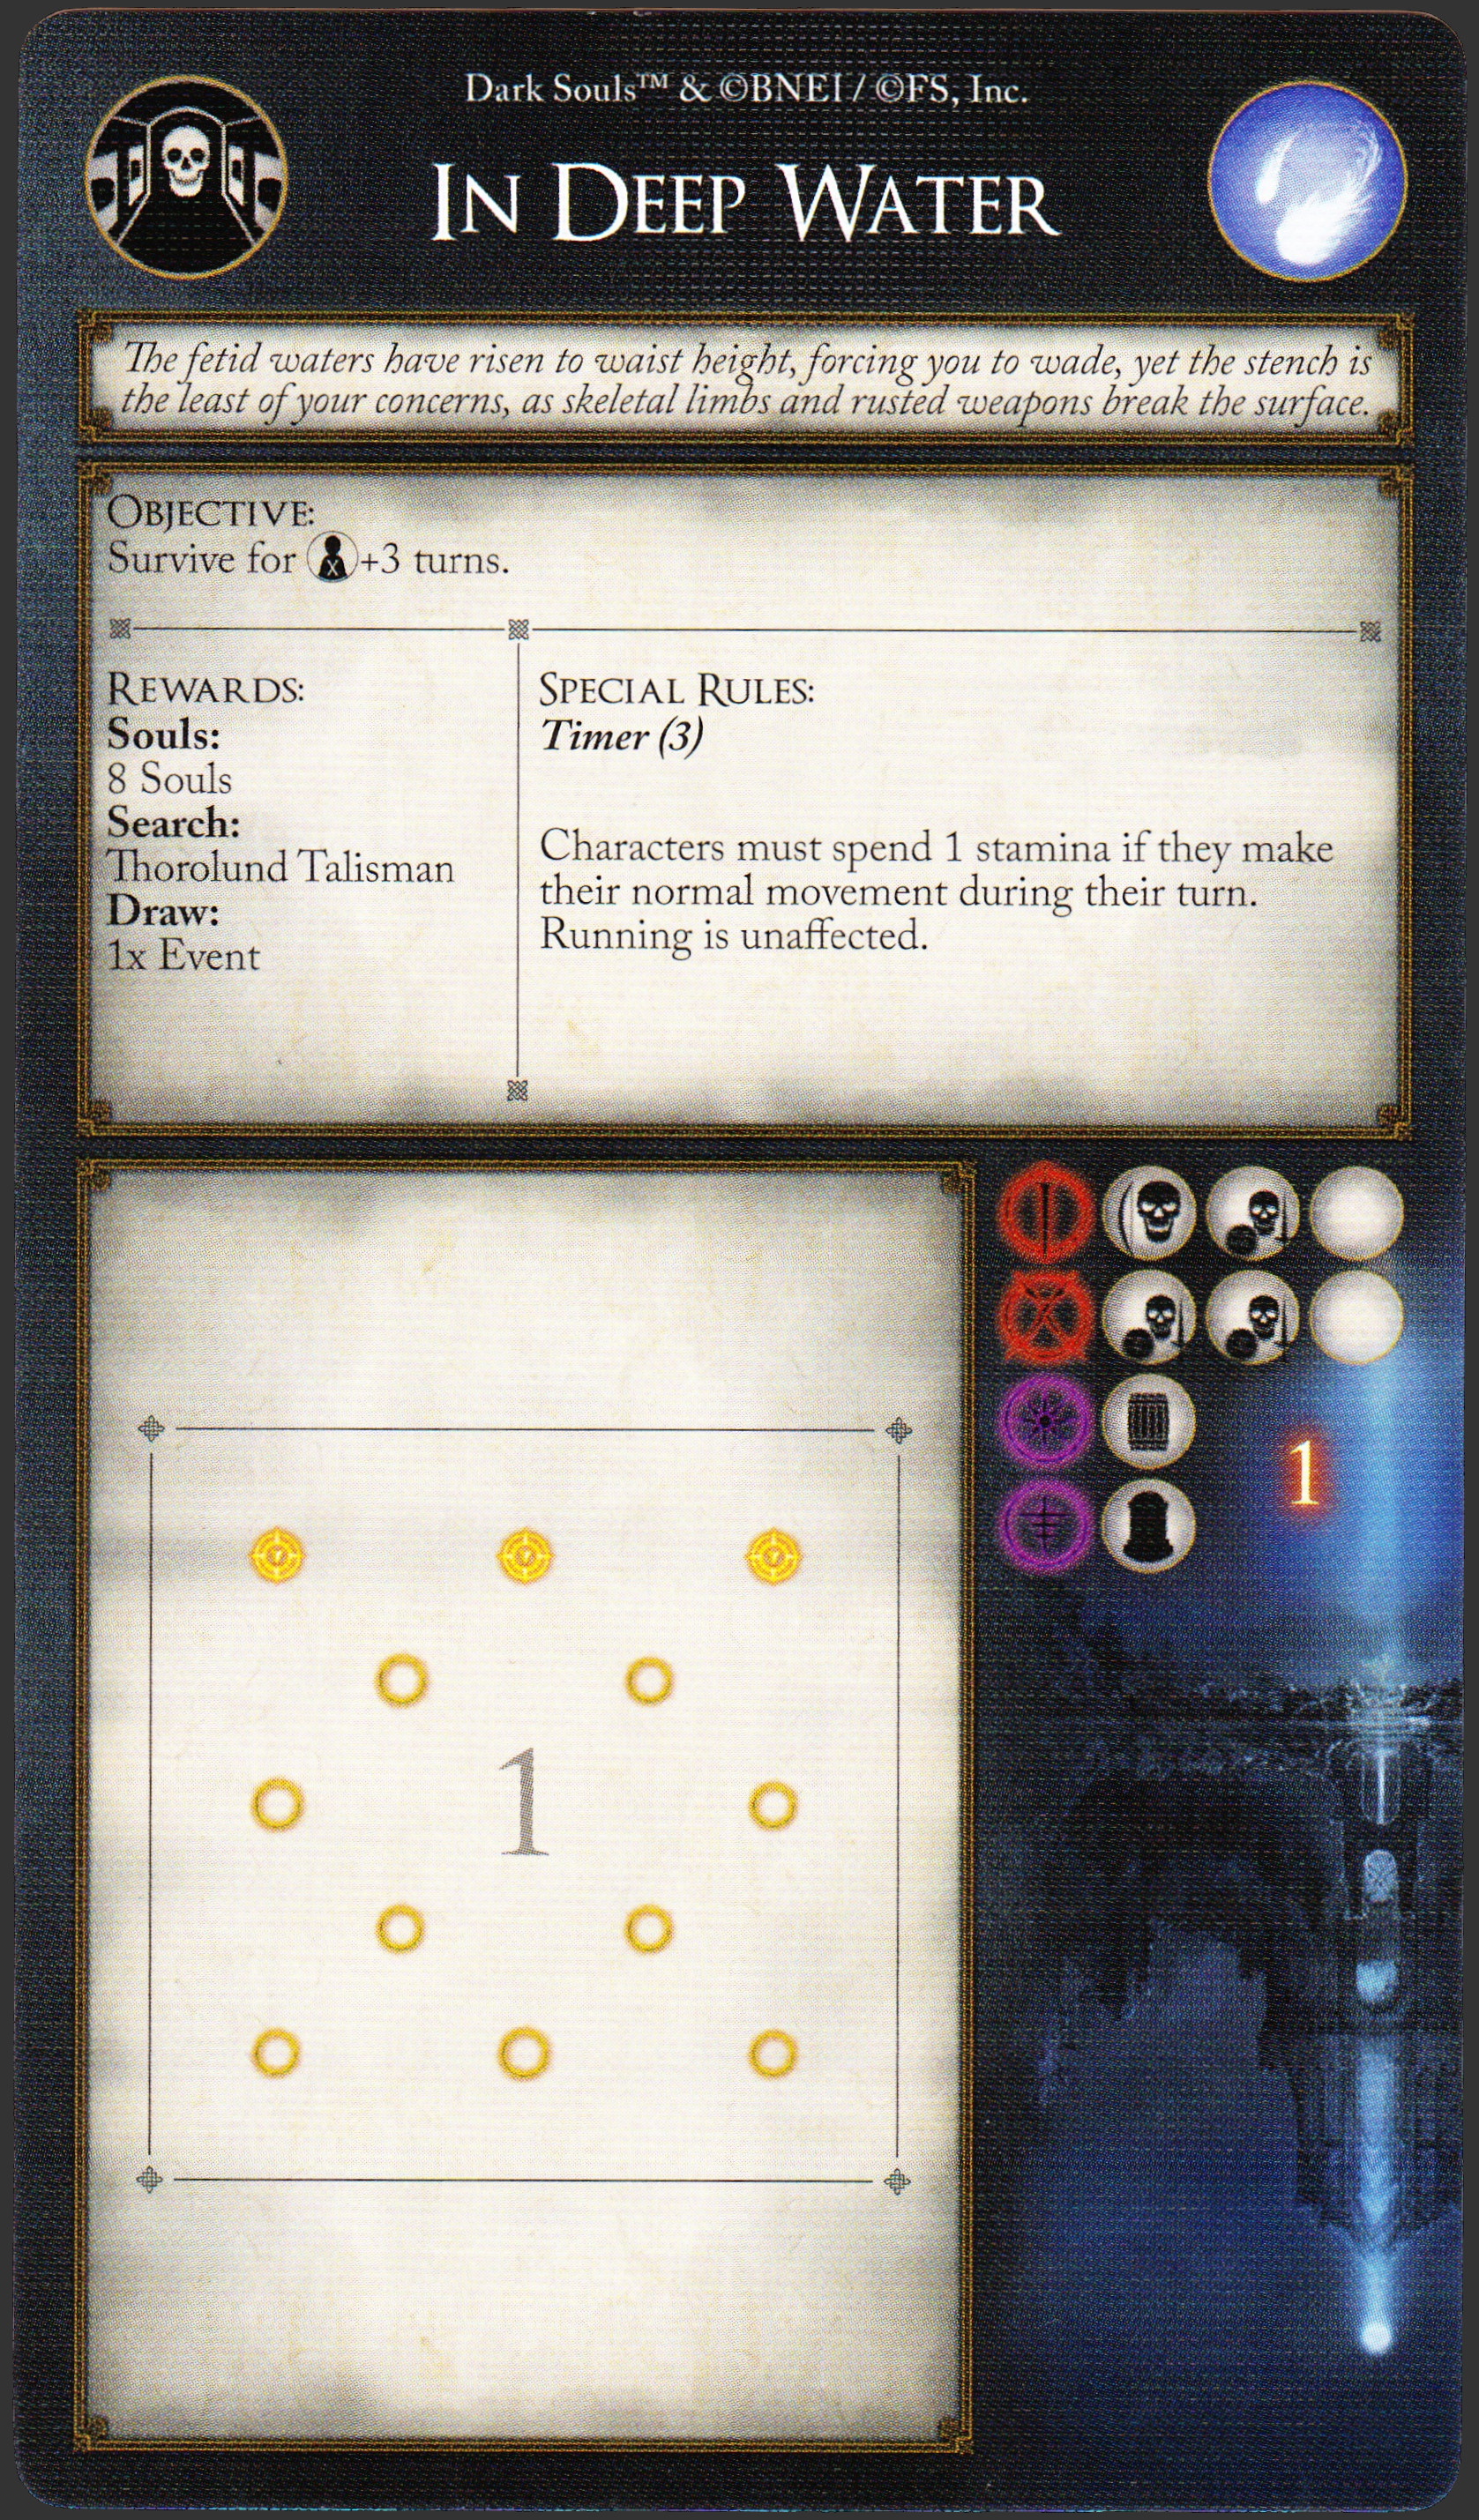 Dark Souls™ & ©BNEI / ©FS, Inc.
In Deep Water
The fetid waters have risen to waist height, forcing you to wade, yet the stench is
the least of your concerns, as skeletal limbs and rusted weapons break the surface.
Objective:
Survive for x+3 turns.
Rewards:
Souls:
8 Souls
Search:
Thorolund Talisman
Draw:
1x Event
Special Rules:
Timer (3)
Characters must spend 1 stamina if they make
their normal movement during their turn.
Running is unaffected.
1
1